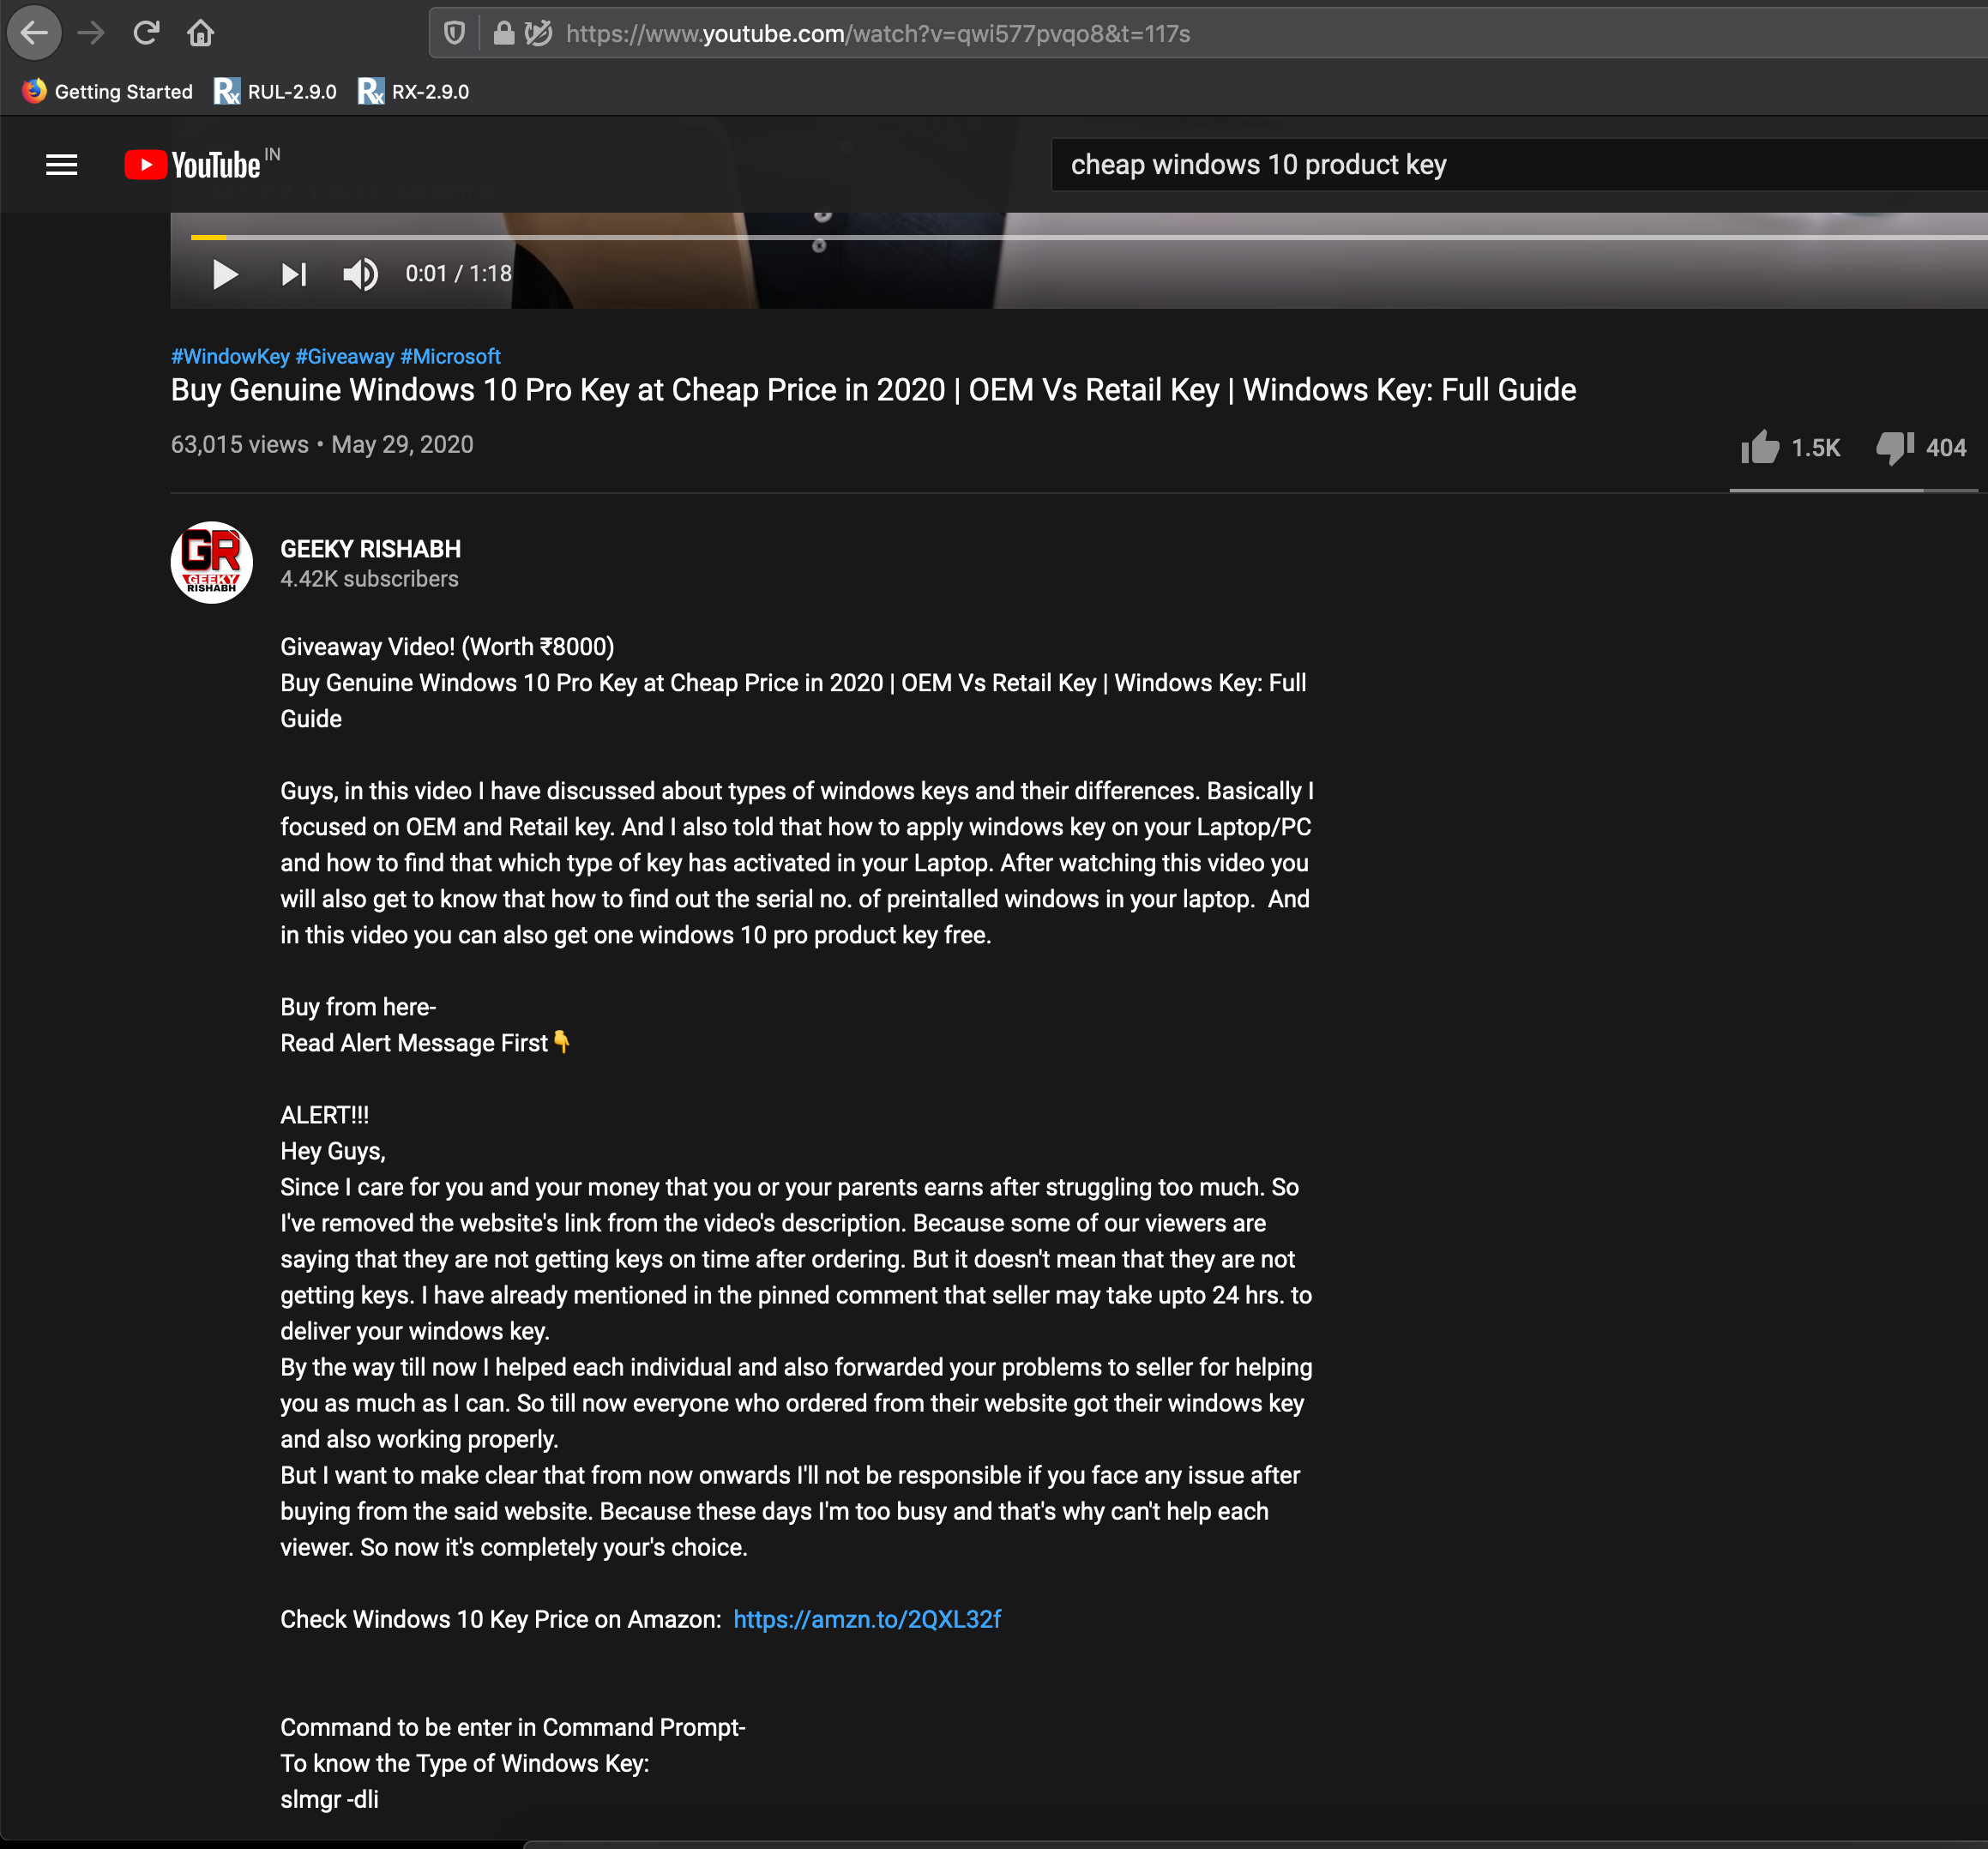 https://www.youtube.com/watch?v=qwi577pvqo8&t=117s
Getting Started RUL-2.9.0 RX-2.9.0
YouTube IN cheap windows 10 product key
0:01 / 1:18
#WindowKey #Giveaway #Microsoft
Buy Genuine Windows 10 Pro Key at Cheap Price in 2020 | OEM Vs Retail Key | Windows Key: Full Guide
63,015 views • May 29, 2020
1.5K 404
GR
GEEKY
RISHABH
GEEKY RISHABH
4.42K subscribers
Giveaway Video! (Worth ₹8000)
Buy Genuine Windows 10 Pro Key at Cheap Price in 2020 | OEM Vs Retail Key | Windows Key: Full
Guide
Guys, in this video I have discussed about types of windows keys and their differences. Basically I
focused on OEM and Retail key. And I also told that how to apply windows key on your Laptop/PC
and how to find that which type of key has activated in your Laptop. After watching this video you
will also get to know that how to find out the serial no. of preintalled windows in your laptop.  And
in this video you can also get one windows 10 pro product key free.
Buy from here-
Read Alert Message First👇
ALERT!!!
Hey Guys,
Since I care for you and your money that you or your parents earns after struggling too much. So
I've removed the website's link from the video's description. Because some of our viewers are
saying that they are not getting keys on time after ordering. But it doesn't mean that they are not
getting keys. I have already mentioned in the pinned comment that seller may take upto 24 hrs. to
deliver your windows key.
By the way till now I helped each individual and also forwarded your problems to seller for helping
you as much as I can. So till now everyone who ordered from their website got their windows key
and also working properly.
But I want to make clear that from now onwards I'll not be responsible if you face any issue after
buying from the said website. Because these days I'm too busy and that's why can't help each
viewer. So now it's completely your's choice.
Check Windows 10 Key Price on Amazon:  https://amzn.to/2QXL32f
Command to be enter in Command Prompt-
To know the Type of Windows Key:
slmgr -dli